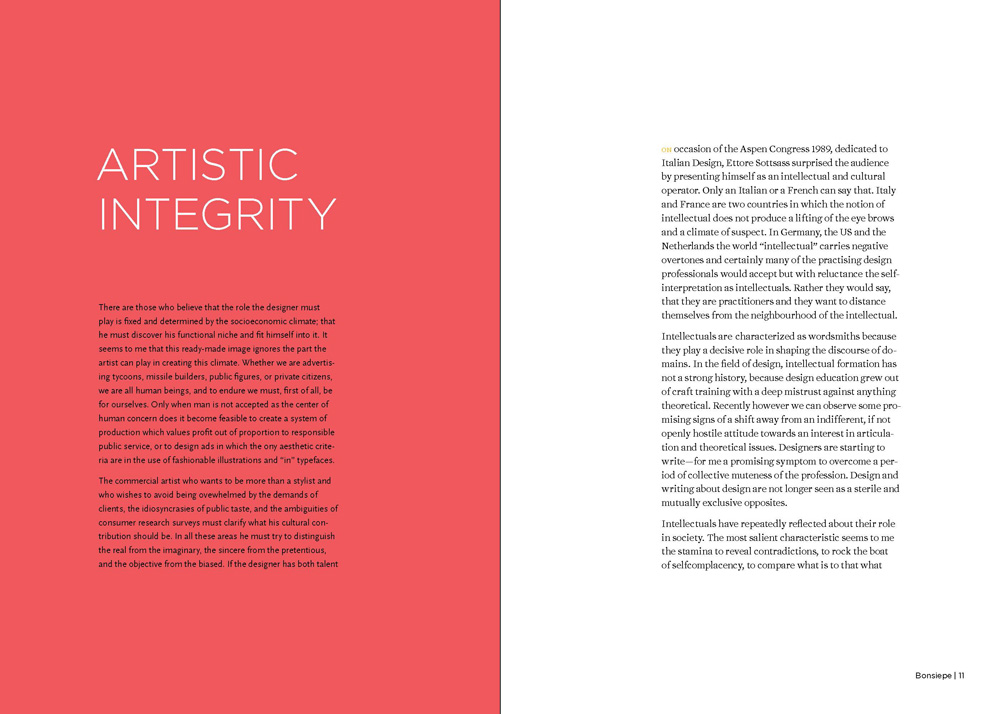 ARTISTIC
INTEGRITY
There are those who believe that the role the designer must
play is fixed and determined by the socioeconomic climate; that
he must discover his functional niche and fit himself into it. It
seems to me that this ready-made image ignores the part the
artist can play in creating this climate. Whether we are advertis-
ing tycoons, missile builders, public figures, or private citizens,
we are all human beings, and to endure we must, first of all, be
for ourselves. Only when man is not accepted as the center of
human concern does it become feasible to create a system of
production which values profit out of proportion to responsible
public service, or to design ads in which the ony aesthetic crite-
ria are in the use of fashionable illustrations and “in” typefaces.
The commercial artist who wants to be more than a stylist and
who wishes to avoid being ovewhelmed by the demands of
clients, the idiosyncrasies of public taste, and the ambiguities of
consumer research surveys must clarify what his cultural con-
tribution should be. In all these areas he must try to distinguish
the real from the imaginary, the sincere from the pretentious,
and the objective from the biased. If the designer has both talent
ON occasion of the Aspen Congress 1989, dedicated to
Italian Design, Ettore Sottsass surprised the audience
by presenting himself as an intellectual and cultural
operator. Only an Italian or a French can say that. Italy
and France are two countries in which the notion of
intellectual does not produce a lifting of the eye brows
and a climate of suspect. In Germany, the US and the
Netherlands the world “intellectual” carries negative
overtones and certainly many of the practising design
professionals would accept but with reluctance the self-
interpretation as intellectuals. Rather they would say,
that they are practitioners and they want to distance
themselves from the neighbourhood of the intellectual.
Intellectuals are characterized as wordsmiths because
they play a decisive role in shaping the discourse of do-
mains. In the field of design, intellectual formation has
not a strong history, because design education grew out
of craft training with a deep mistrust against anything
theoretical. Recently however we can observe some pro-
mising signs of a shift away from an indifferent, if not
openly hostile attitude towards an interest in articula-
tion and theoretical issues. Designers are starting to
write—for me a promising symptom to overcome a per-
iod of collective muteness of the profession. Design and
writing about design are not longer seen as a sterile and
mutually exclusive opposites.
Intellectuals have repeatedly reflected about their role
in society. The most salient characteristic seems to me
the stamina to reveal contradictions, to rock the boat
of selfcomplacency, to compare what is to that what
Bonsiepe | 11